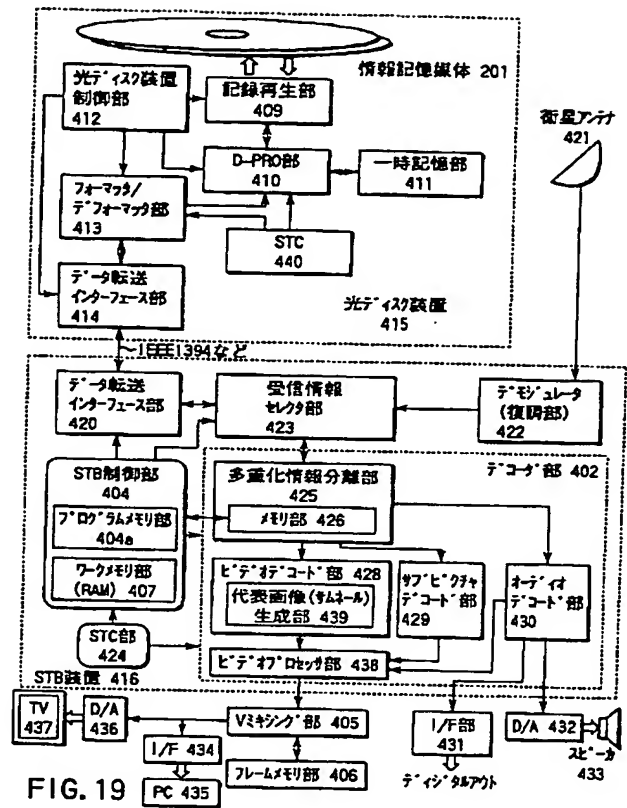 情報記憶媒体 201
光ディスク装置
制御部
412
記録再生部
409
衛星アンテナ
421
D-PRO部
410
一時記憶部
411
フォーマッタ/
デフォーマッタ部
413
STC
440
データ転送
インターフェース部
414
光ディスク装置
415
～IEEE1394など
データ転送
インターフェース部
420
受信情報
セレクタ部
423
デモジュレータ
(復調部)
422
デコーダ部 402
STB制御部
404
多重化情報分離部
425
メモリ部 426
プログラムメモリ部
404a
ワークメモリ部
(RAM) 407
ビデオデコード部 428
代表画像(サムネール)
生成部 439
サブピクチャ
デコード部
429
オーディオ
デコード部
430
STC部
424
ビデオプロセッサ部 438
STB装置 416
TV
437
D/A
436
Vミキシング部 405
I/F部
431
D/A 432
スピーカ
433
I/F 434
フレームメモリ部 406
ディジタルアウト
PC 435
FIG. 19